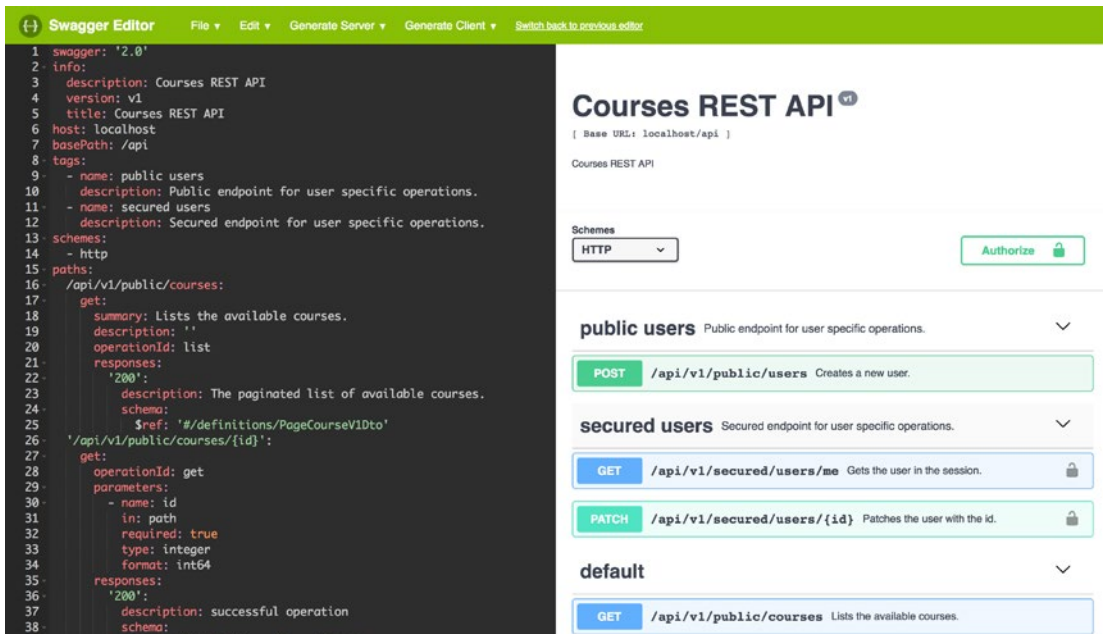 Swagger Editor File Edit Generate Server Generate Client Switch back to previous editor
1 swagger: '2.0'
2 info:
3 description: Courses REST API
4 version: v1
5 title: Courses REST API
6 host: localhost
7 basePath: /api
8 tags:
9 - name: public users
10 description: Public endpoint for user specific operations.
11 - name: secured users
12 description: Secured endpoint for user specific operations.
13 schemes:
14 - http
15 paths:
16 /api/v1/public/courses:
17 get:
18 summary: Lists the available courses.
19 description: ''
20 operationId: list
21 responses:
22 '200':
23 description: The paginated list of available courses.
24 schema:
25 $ref: '#/definitions/PageCourseV1Dto'
26 '/api/v1/public/courses/{id}':
27 get:
28 operationId: get
29 parameters:
30 - name: id
31 in: path
32 required: true
33 type: integer
34 format: int64
35 responses:
36 '200':
37 description: successful operation
38 schema:
Courses REST API v1
[ Base URL: localhost/api ]
Courses REST API
Schemes
HTTP
Authorize
public users Public endpoint for user specific operations.
POST /api/v1/public/users Creates a new user.
secured users Secured endpoint for user specific operations.
GET /api/v1/secured/users/me Gets the user in the session.
PATCH /api/v1/secured/users/{id} Patches the user with the id.
default
GET /api/v1/public/courses Lists the available courses.